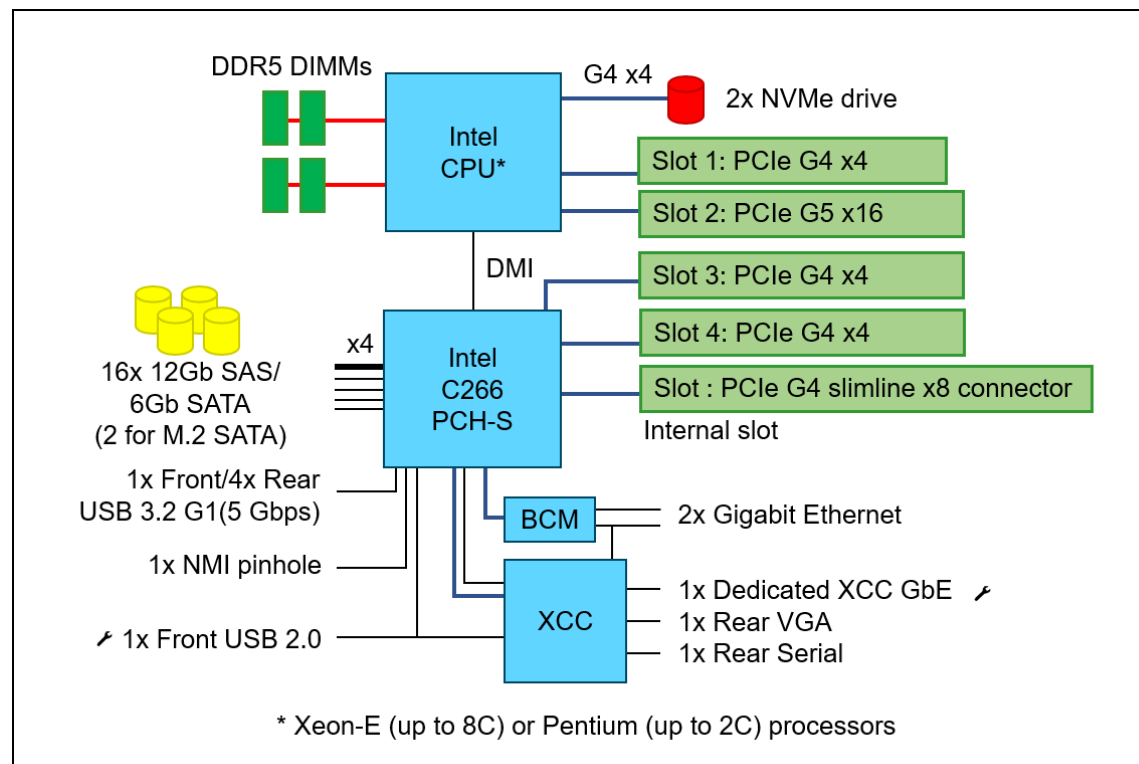 DDR5 DIMMs
G4 x4
2x NVMe drive
Intel
CPU*
Slot 1: PCIe G4 x4
Slot 2: PCIe G5 x16
DMI
Slot 3: PCIe G4 x4
Slot 4: PCIe G4 x4
Slot : PCIe G4 slimline x8 connector
Internal slot
x4
Intel
C266
PCH-S
16x 12Gb SAS/
6Gb SATA
(2 for M.2 SATA)
1x Front/4x Rear
USB 3.2 G1(5 Gbps)
BCM
2x Gigabit Ethernet
1x NMI pinhole
XCC
1x Dedicated XCC GbE
1x Rear VGA
1x Rear Serial
1x Front USB 2.0
* Xeon-E (up to 8C) or Pentium (up to 2C) processors